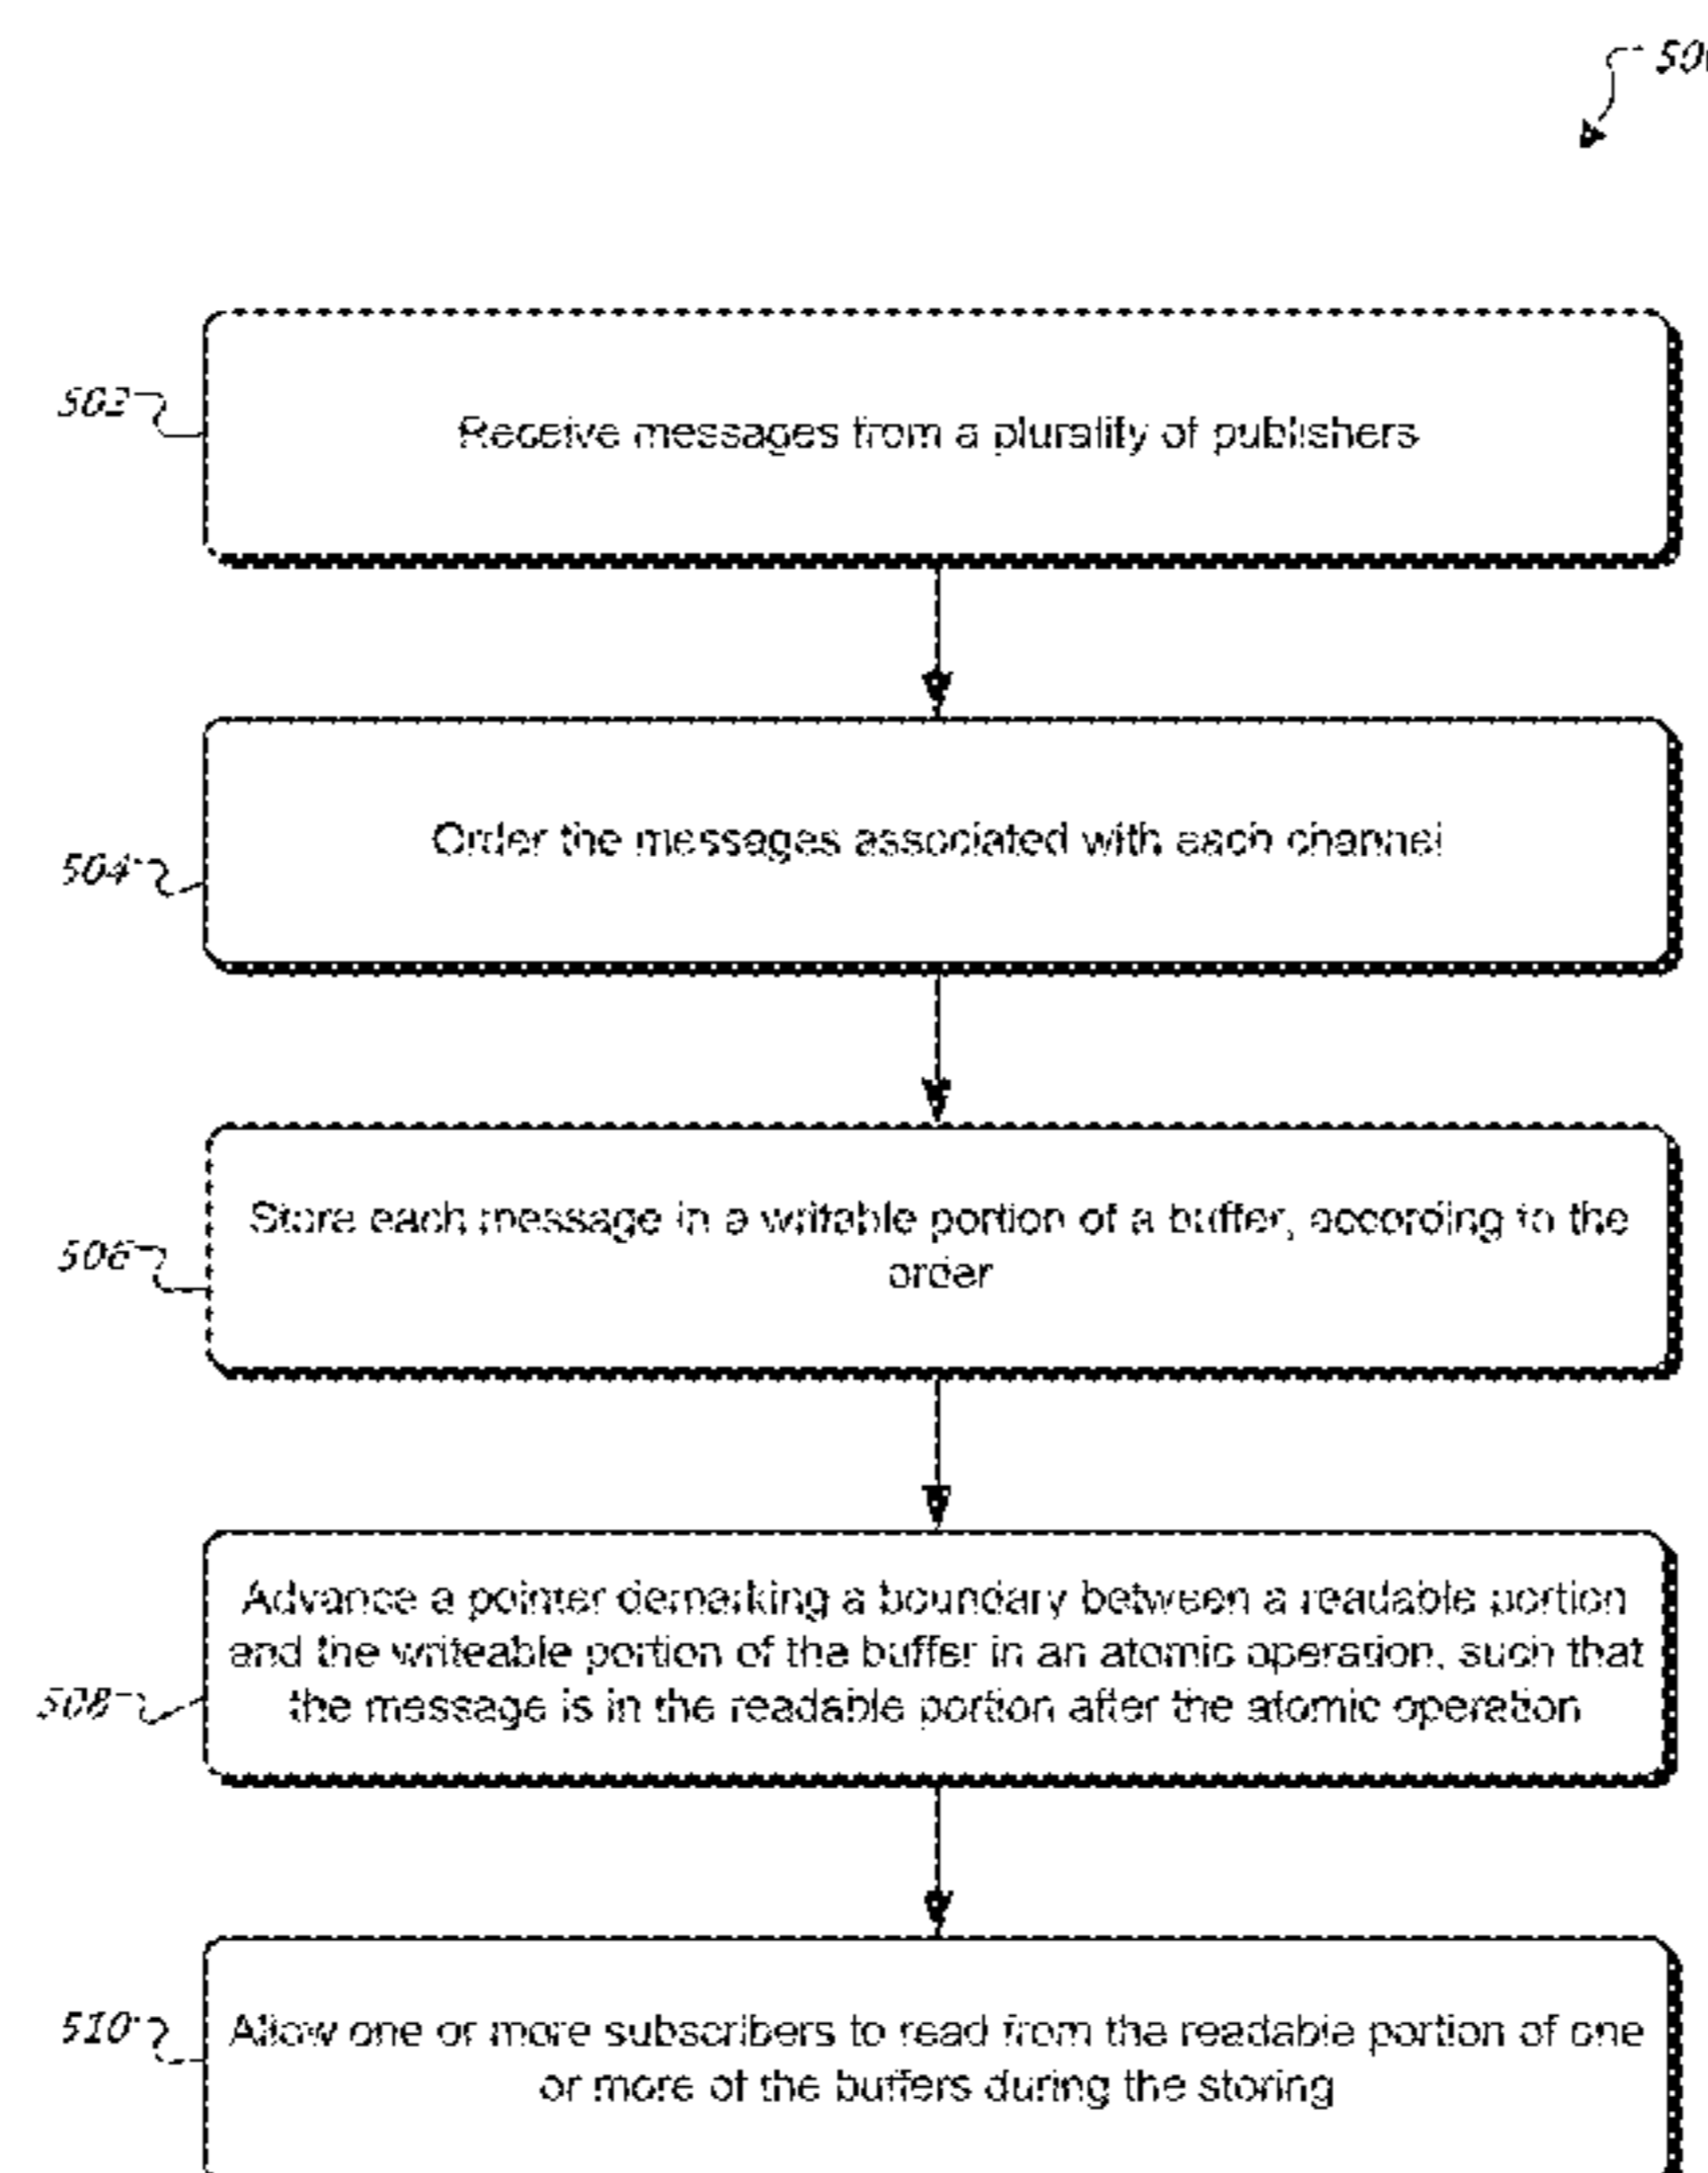 500
502
Receive messages from a plurality of publishers
504
Order the messages associated with each channel
506
Store each message in a writable portion of a buffer, according to the
order
Advance a pointer demarking a boundary between a readable portion
and the writeable portion of the buffer in an atomic operation, such that
508
the message is in the readable portion after the atomic operation
510
Allow one or more subscribers to read from the readable portion of one
or more of the buffers during the storing